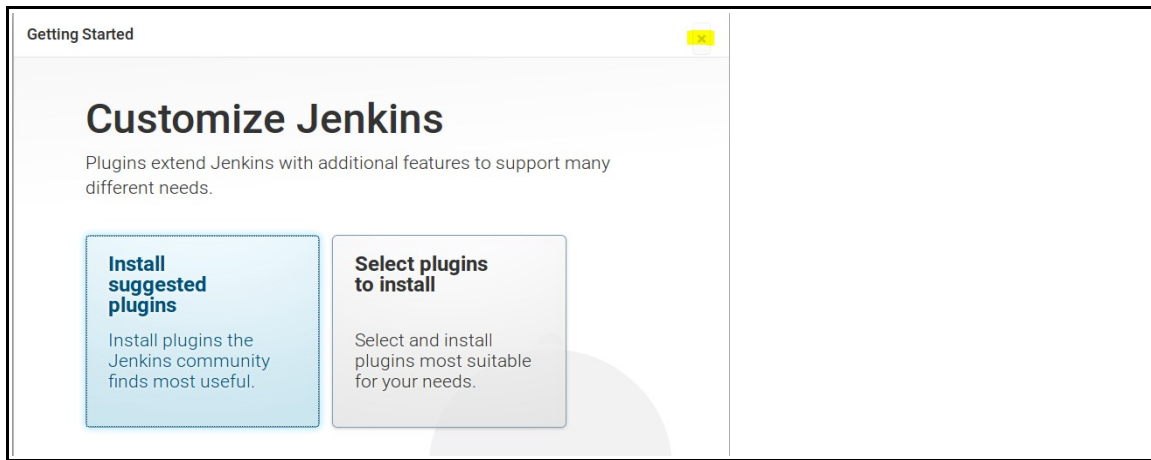 Getting Started
×
Customize Jenkins
Plugins extend Jenkins with additional features to support many
different needs.
Install
suggested
plugins
Install plugins the
Jenkins community
finds most useful.
Select plugins
to install
Select and install
plugins most suitable
for your needs.